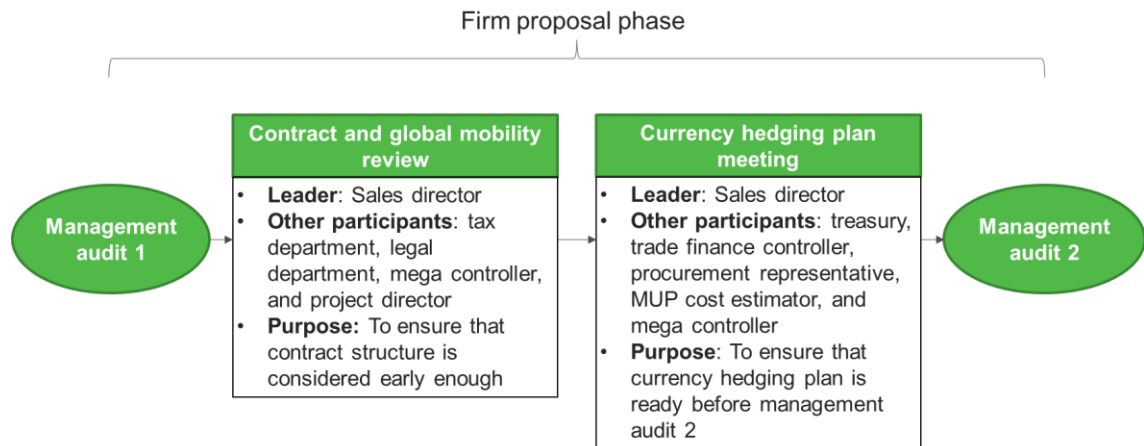 Firm proposal phase
Management
audit 1
Contract and global mobility
review
• Leader: Sales director
• Other participants: tax
department, legal
department, mega controller,
and project director
• Purpose: To ensure that
contract structure is
considered early enough
Currency hedging plan
meeting
• Leader: Sales director
• Other participants: treasury,
trade finance controller,
procurement representative,
MUP cost estimator, and
mega controller
• Purpose: To ensure that
currency hedging plan is
ready before management
audit 2
Management
audit 2